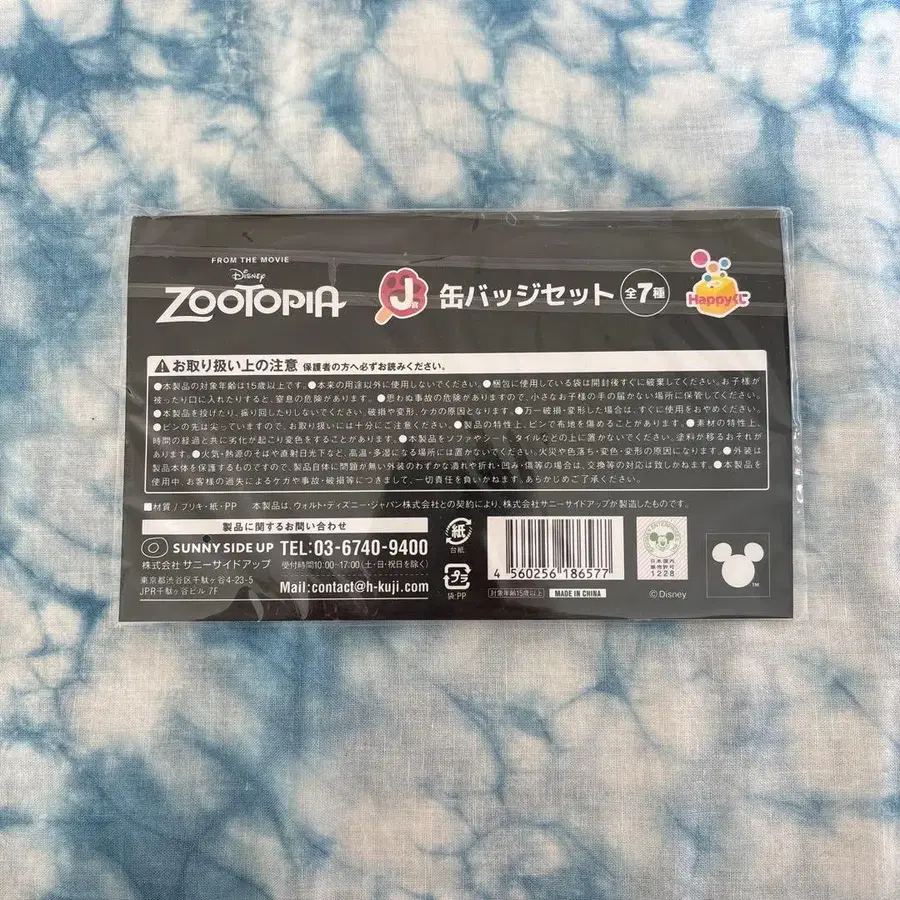 FROM THE MOVIE
Disney
ZOOTOPIA
J賞 缶バッジセット 全7種
Happyくじ
お取り扱い上の注意 保護者の方へ必ずお読みください。
●本製品の対象年齢は15歳以上です。●本来の用途以外に使用しないでください。●梱包に使用している袋は開封後すぐに破棄してください。お子様が
被ったり口に入れたりすると、窒息の危険があります。●思わぬ事故の危険がありますので、小さなお子様の手の届かない場所に保管してください。
●本製品を投げたり、振り回したりしないでください。破損や変形、ケガの原因となります。●万一破損・変形した場合は、すぐに使用をおやめください。
●ピンの先は尖っていますので、お取り扱いには十分にご注意ください。●製品の特性上、ピンで布地を傷めることがあります。●素材の特性上、
時間の経過と共に劣化が起こり変色をすることがあります。●本製品をソファやシート、タイルなどの上に置かないでください。塗料が移るおそれが
あります。●火気・熱源のそばや直射日光下など、高温・多湿になる場所には置かないでください。火災や色落ち・変色・変形の原因になります。●外装は
製品本体を保護するものですので、製品自体に問題が無い外装のわずかな潰れや折れ・凹み・傷等の場合は、交換等の対応は致しかねます。●本製品を
使用中、お客様の過失によるケガや事故・破損等につきまして、一切責任を負いかねます。あらかじめご了承ください。
■材質／ブリキ・紙・PP 本製品は、ウォルト・ディズニー・ジャパン株式会社との契約により、株式会社サニーサイドアップが製造したものです。
製品に関するお問い合わせ
SUNNY SIDE UP
株式会社 サニーサイドアップ
東京都渋谷区千駄ヶ谷4-23-5
JPR千駄ヶ谷ビル 7F
TEL:03-6740-9400
受付時間10:00~17:00(土・日・祝日を除く)
Mail:contact@h-kuji.com
紙
台紙
プラ
袋:PP
4 560256 186577
対象年齢15歳以上
MADE IN CHINA
日本国内
販売許可
1228
©Disney
TM